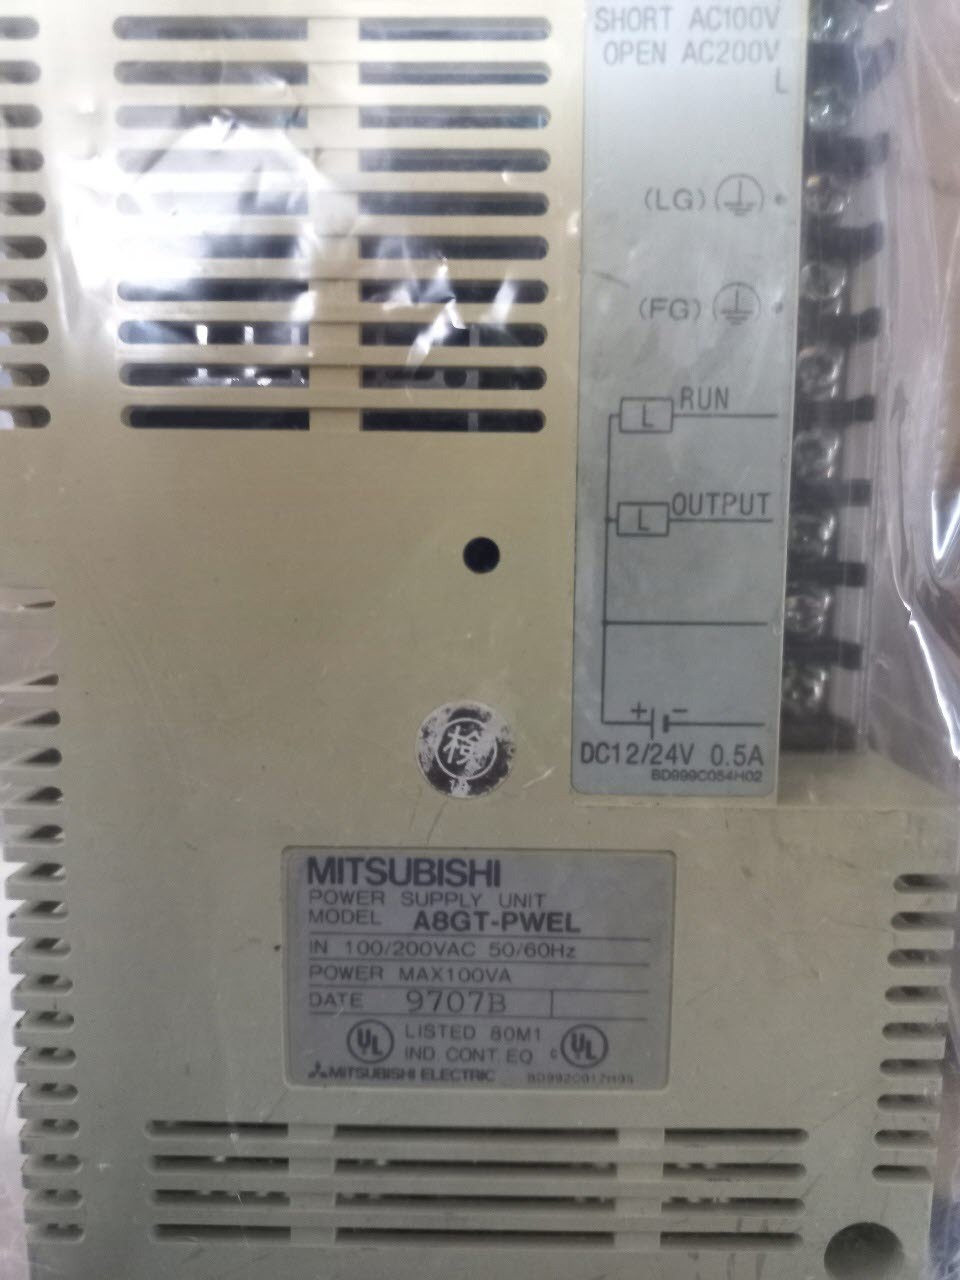 SHORT AC100V
OPEN AC200V
L
(LG)
(FG)
L RUN
L OUTPUT
+ −
DC12/24V 0.5A
BD999C054H02
検
MITSUBISHI
POWER SUPPLY UNIT
MODEL A8GT-PWEL
IN 100/200VAC 50/60Hz
POWER MAX100VA
DATE 9707B
UL LISTED 80M1 c UL
IND. CONT. EQ
MITSUBISHI ELECTRIC